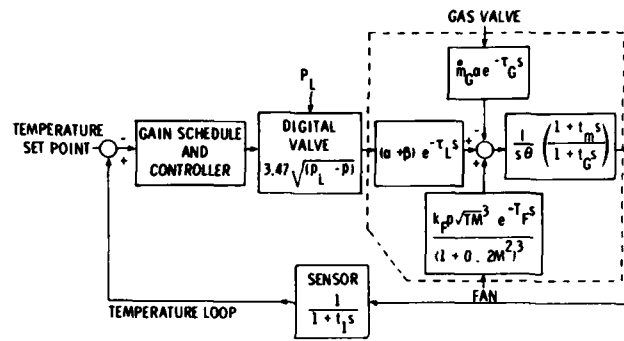 GAS VALVE
ṁ_G a e^{-τ_G s}
P_L
TEMPERATURE
SET POINT
-
+
GAIN SCHEDULE
AND
CONTROLLER
DIGITAL
VALVE
3.47 √(p_L - p)
(α + β) e^{-τ_L s}
-
-
+
+
1/(sθ) ((1 + t_m s)/(1 + t_G s))
k_F p √TM^3 e^{-τ_F s}
(1 + 0. 2M^2)^3
FAN
SENSOR
1
1 + t_1 s
TEMPERATURE LOOP